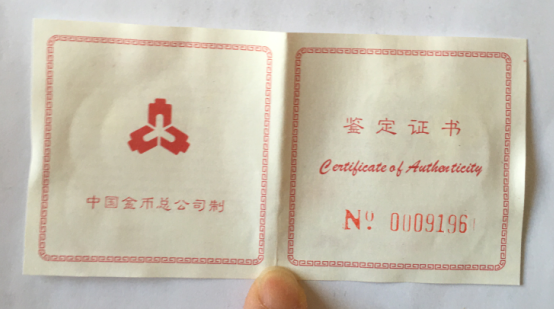 中国金币总公司制
鉴定证书
Certificate of Authenticity
Nº 0009196